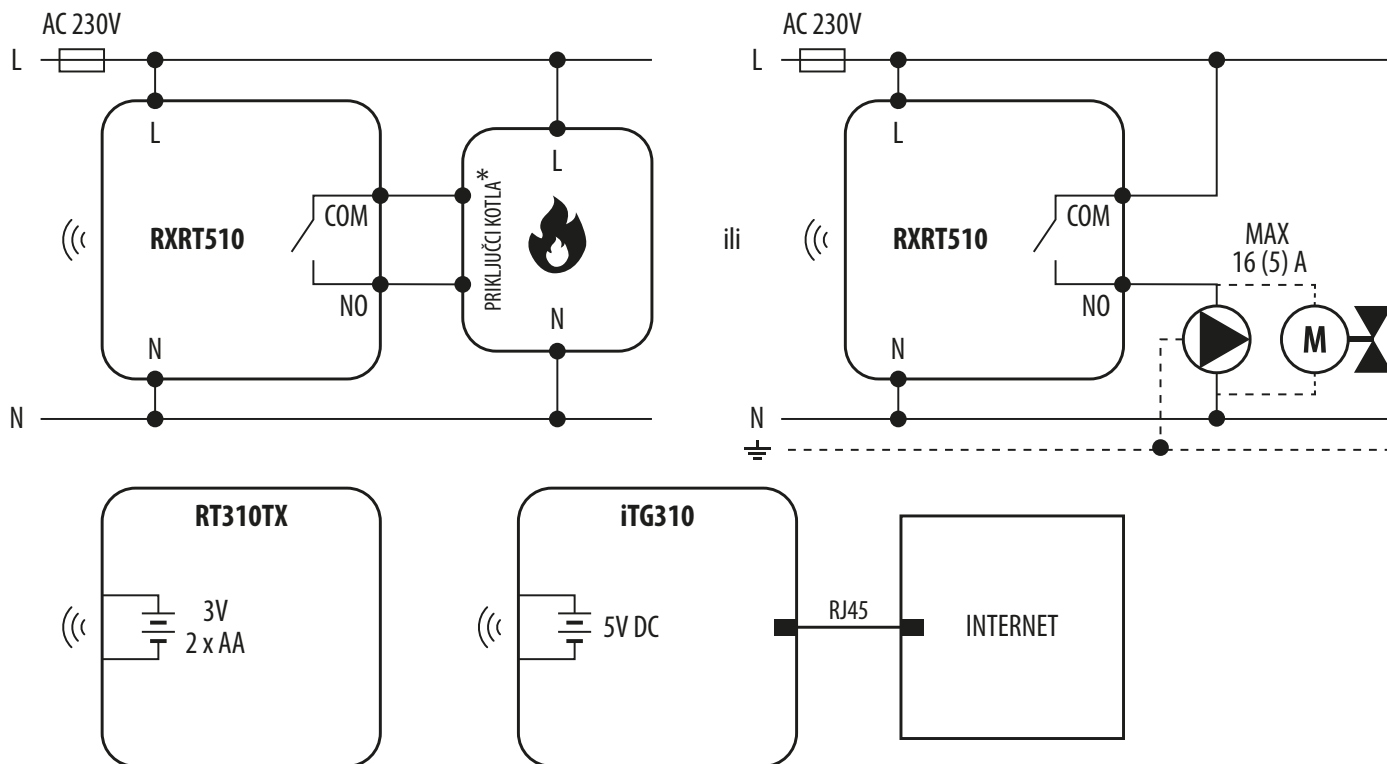 AC 230V
L
L
RXRT510
COM
NO
N
N
L
PRIKLJUČCI KOTLA*
N
ili
AC 230V
L
L
RXRT510
COM
NO
N
N
MAX
16 (5) A
M
RT310TX
3V
2 x AA
iTG310
5V DC
RJ45
INTERNET